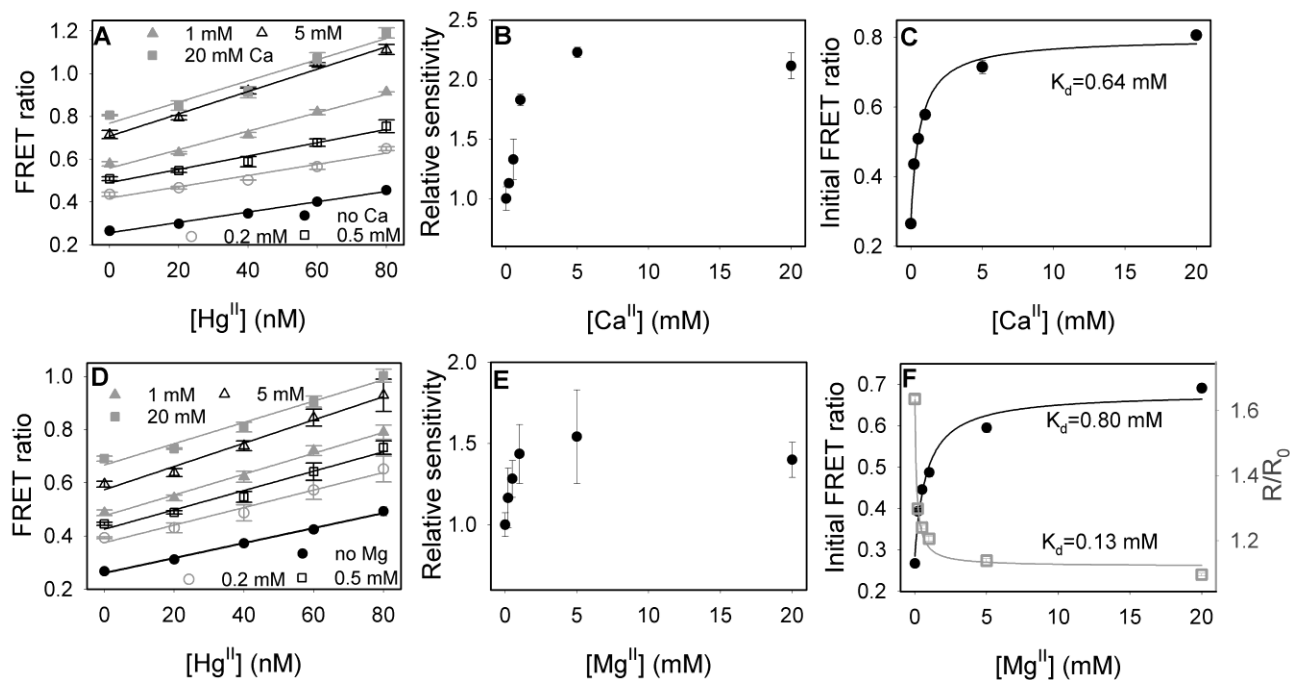 A
1 mM
5 mM
20 mM Ca
no Ca
0.2 mM
0.5 mM
FRET ratio
0.2
0.4
0.6
0.8
1.0
1.2
0 20 40 60 80
[Hg^II] (nM)
B
Relative sensitivity
1.0
1.5
2.0
2.5
0 5 10 15 20
[Ca^II] (mM)
C
K_d=0.64 mM
Initial FRET ratio
0.2
0.4
0.6
0.8
0 5 10 15 20
[Ca^II] (mM)
D
1 mM
5 mM
20 mM
no Mg
0.2 mM
0.5 mM
FRET ratio
0.2
0.4
0.6
0.8
1.0
0 20 40 60 80
[Hg^II] (nM)
E
Relative sensitivity
1.0
1.5
2.0
0 5 10 15 20
[Mg^II] (mM)
F
K_d=0.80 mM
K_d=0.13 mM
Initial FRET ratio
0.2
0.3
0.4
0.5
0.6
0.7
R/R_0
1.2
1.4
1.6
0 5 10 15 20
[Mg^II] (mM)